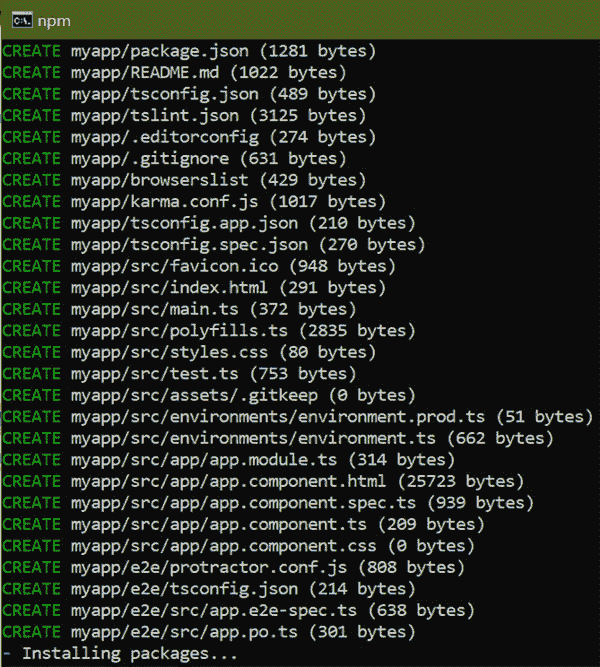 npm
CREATE myapp/package.json (1281 bytes)
CREATE myapp/README.md (1022 bytes)
CREATE myapp/tsconfig.json (489 bytes)
CREATE myapp/tslint.json (3125 bytes)
CREATE myapp/.editorconfig (274 bytes)
CREATE myapp/.gitignore (631 bytes)
CREATE myapp/browserslist (429 bytes)
CREATE myapp/karma.conf.js (1017 bytes)
CREATE myapp/tsconfig.app.json (210 bytes)
CREATE myapp/tsconfig.spec.json (270 bytes)
CREATE myapp/src/favicon.ico (948 bytes)
CREATE myapp/src/index.html (291 bytes)
CREATE myapp/src/main.ts (372 bytes)
CREATE myapp/src/polyfills.ts (2835 bytes)
CREATE myapp/src/styles.css (80 bytes)
CREATE myapp/src/test.ts (753 bytes)
CREATE myapp/src/assets/.gitkeep (0 bytes)
CREATE myapp/src/environments/environment.prod.ts (51 bytes)
CREATE myapp/src/environments/environment.ts (662 bytes)
CREATE myapp/src/app/app.module.ts (314 bytes)
CREATE myapp/src/app/app.component.html (25723 bytes)
CREATE myapp/src/app/app.component.spec.ts (939 bytes)
CREATE myapp/src/app/app.component.ts (209 bytes)
CREATE myapp/src/app/app.component.css (0 bytes)
CREATE myapp/e2e/protractor.conf.js (808 bytes)
CREATE myapp/e2e/tsconfig.json (214 bytes)
CREATE myapp/e2e/src/app.e2e-spec.ts (638 bytes)
CREATE myapp/e2e/src/app.po.ts (301 bytes)
- Installing packages...